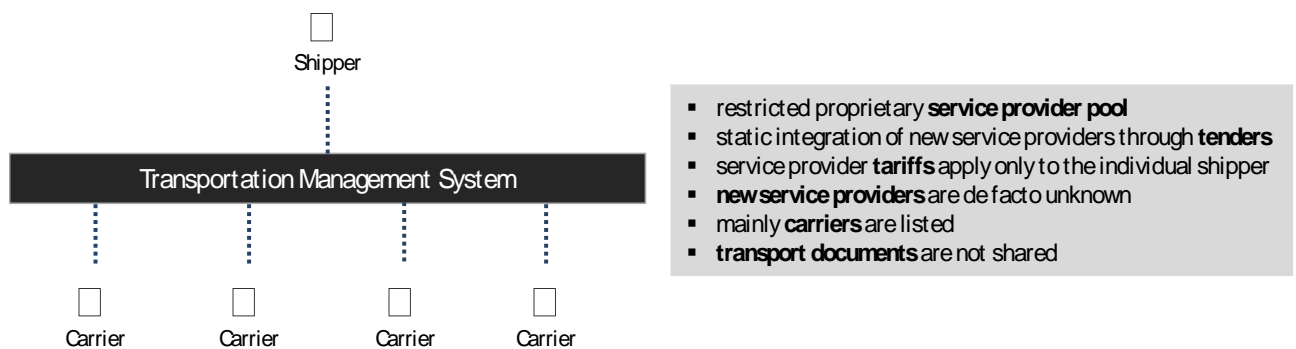 Shipper
Transportation Management System
Carrier Carrier Carrier Carrier
▪ restricted proprietary service provider pool
▪ static integration of new service providers through tenders
▪ service provider tariffs apply only to the individual shipper
▪ new service providers are de facto unknown
▪ mainly carriers are listed
▪ transport documents are not shared